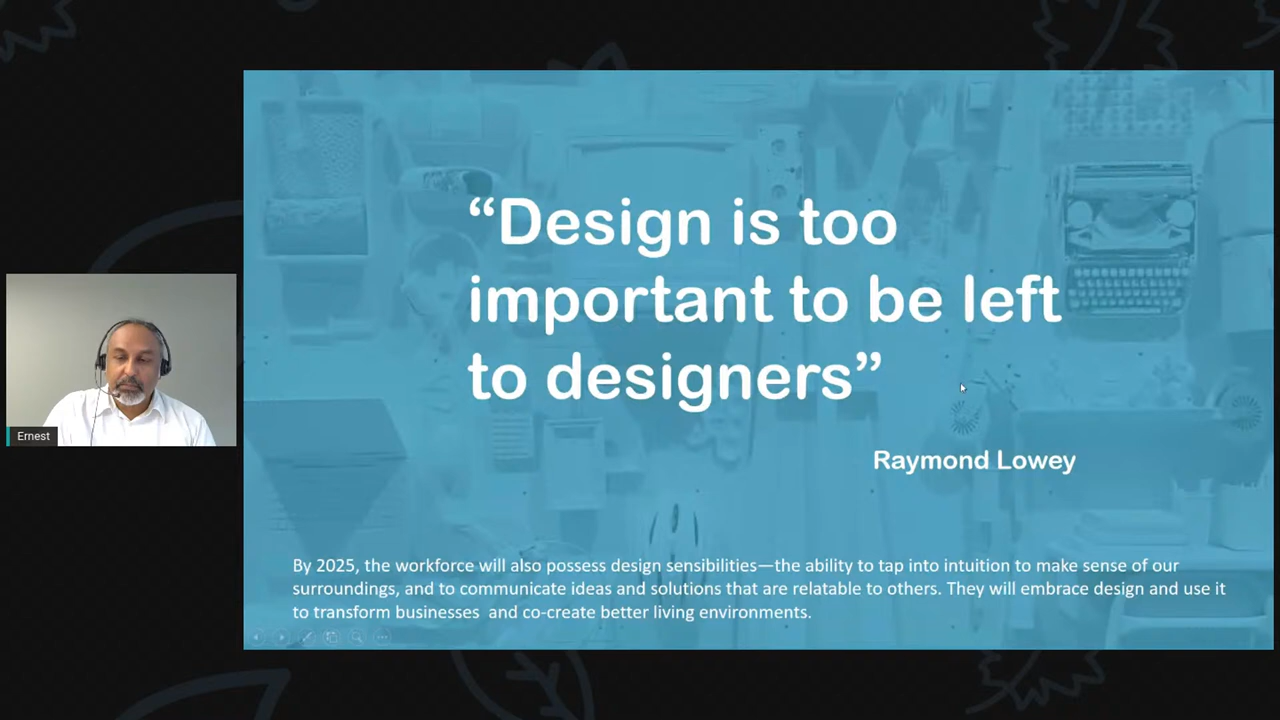 “Design is too
important to be left
to designers”
Raymond Lowey
Ernest
By 2025, the workforce will also possess design sensibilities—the ability to tap into intuition to make sense of our
surroundings, and to communicate ideas and solutions that are relatable to others. They will embrace design and use it
to transform businesses and co-create better living environments.